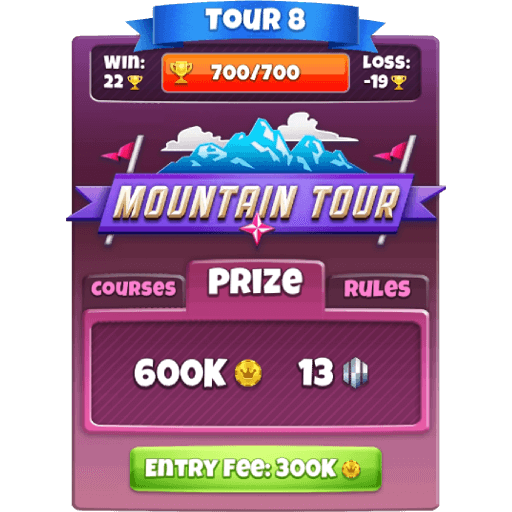 TOUR 8
WIN: 22
700/700
LOSS: -19
MOUNTAIN TOUR
COURSES
PRIZE
RULES
600K
13
ENTRY FEE: 300K